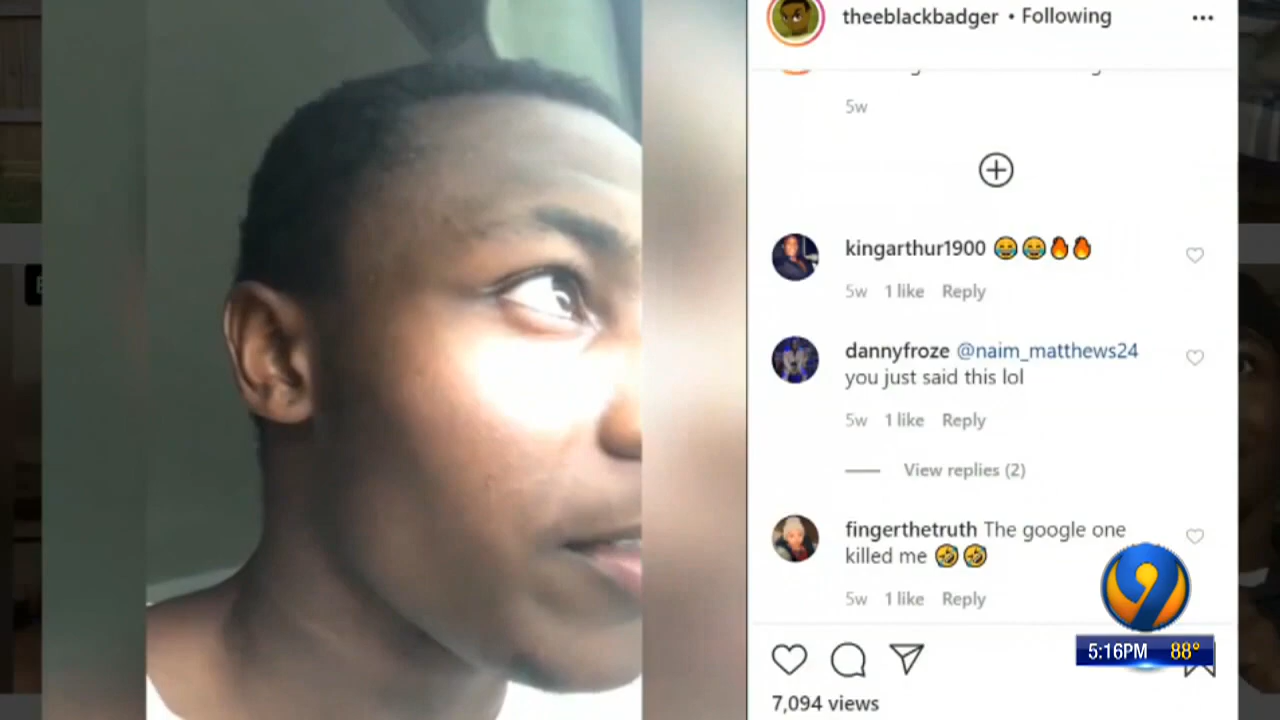 theeblackbadger • Following
5w
kingarthur1900 😂😂🔥🔥
5w 1 like Reply
dannyfroze @naim_matthews24
you just said this lol
5w 1 like Reply
View replies (2)
fingerthetruth The google one
killed me 🤣🤣
5w 1 like Reply
9
5:16PM 88°
7,094 views